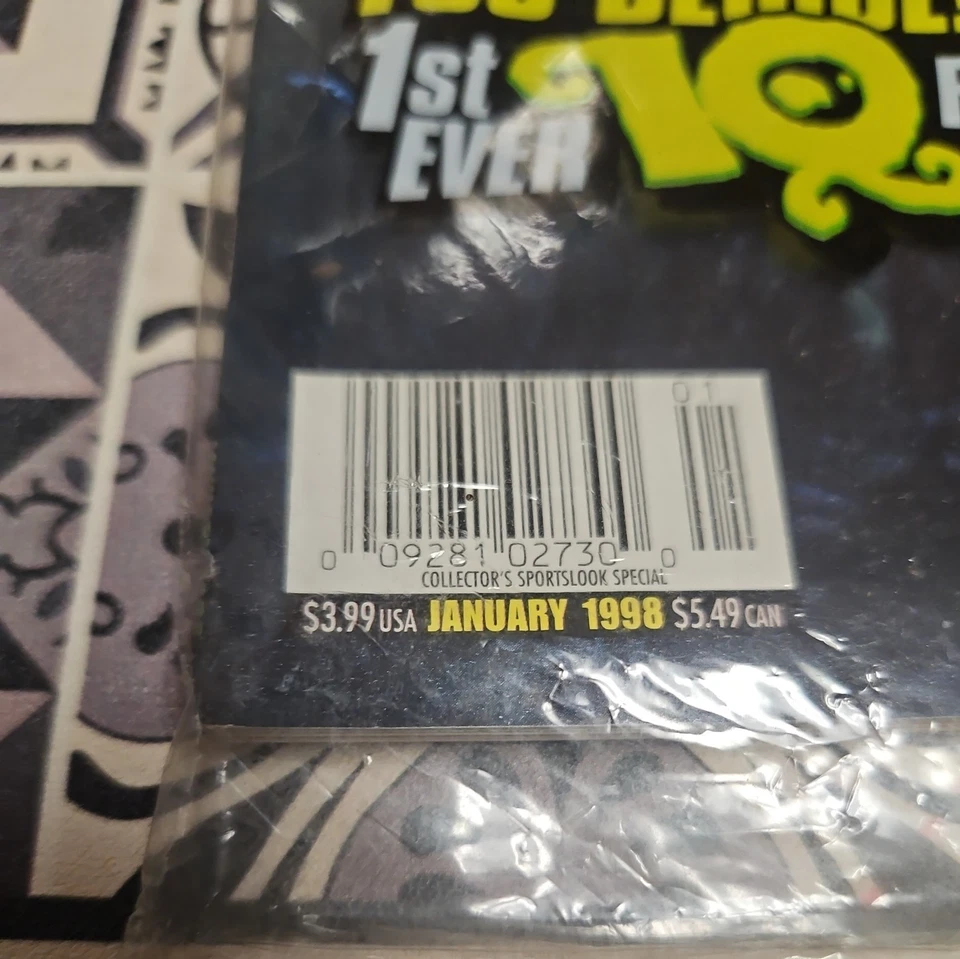 1st
EVER
01
0 09281 02730 0
COLLECTOR'S SPORTSLOOK SPECIAL
$3.99 USA JANUARY 1998 $5.49 CAN